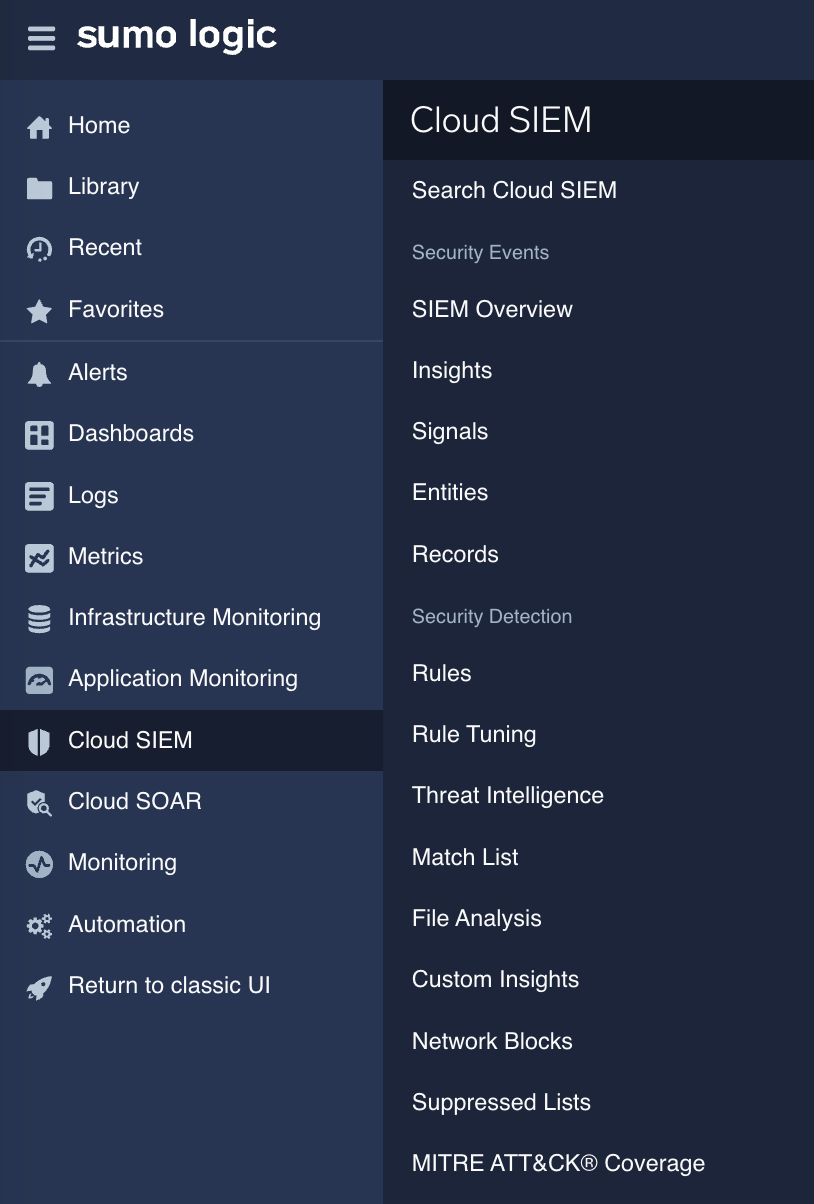 sumo logic
Home
Library
Recent
Favorites
Alerts
Dashboards
Logs
Metrics
Infrastructure Monitoring
Application Monitoring
Cloud SIEM
Cloud SOAR
Monitoring
Automation
Return to classic UI
Cloud SIEM
Search Cloud SIEM
Security Events
SIEM Overview
Insights
Signals
Entities
Records
Security Detection
Rules
Rule Tuning
Threat Intelligence
Match List
File Analysis
Custom Insights
Network Blocks
Suppressed Lists
MITRE ATT&CK® Coverage